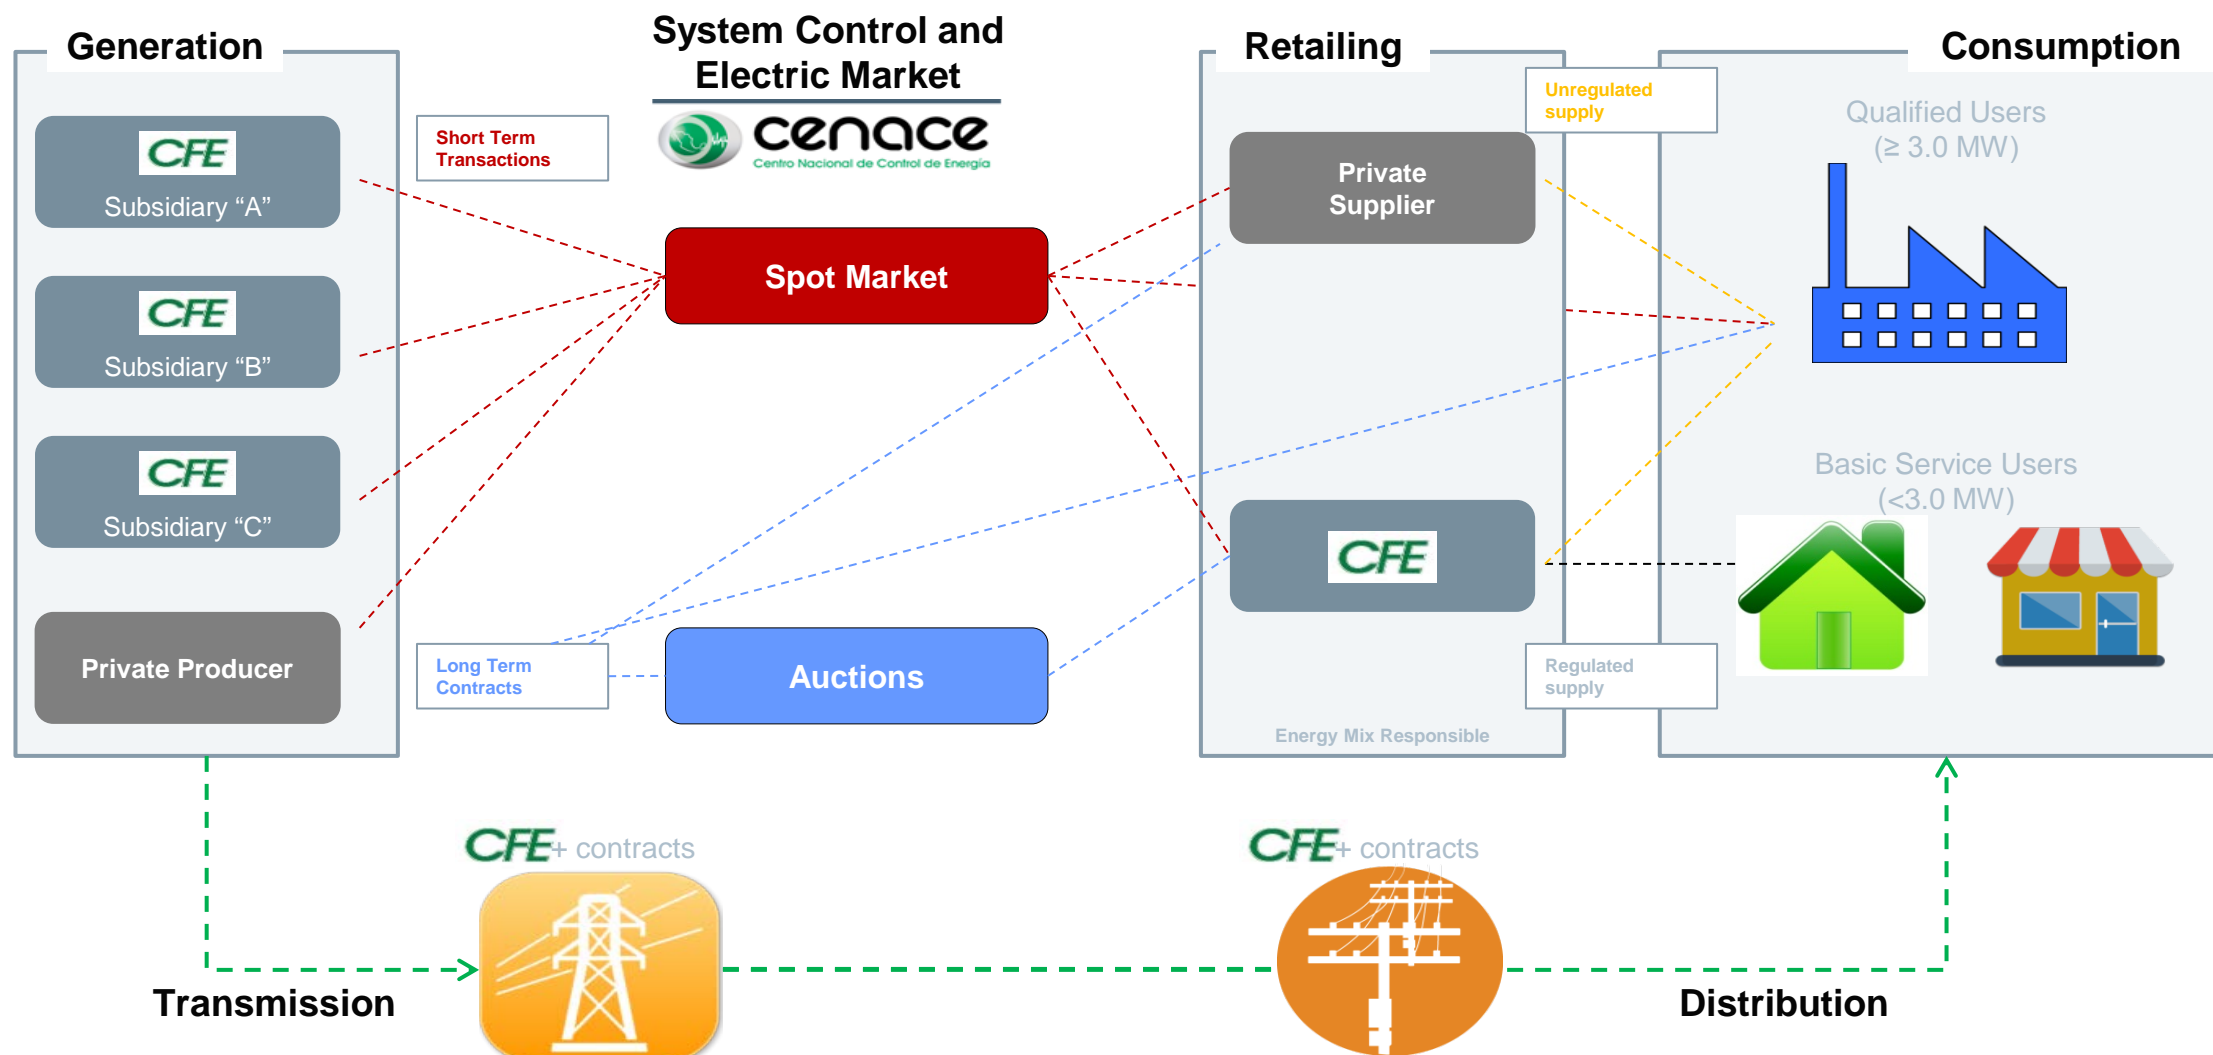 Generation
System Control and
Electric Market
Retailing
Consumption
cenace
Centro Nacional de Control de Energía
CFE
Subsidiary “A”
CFE
Subsidiary “B”
CFE
Subsidiary “C”
Private Producer
Short Term
Transactions
Spot Market
Long Term
Contracts
Auctions
Private
Supplier
CFE
Energy Mix Responsible
Unregulated
supply
Regulated
supply
Qualified Users
(≥ 3.0 MW)
Basic Service Users
(<3.0 MW)
CFE+ contracts
CFE+ contracts
Transmission
Distribution